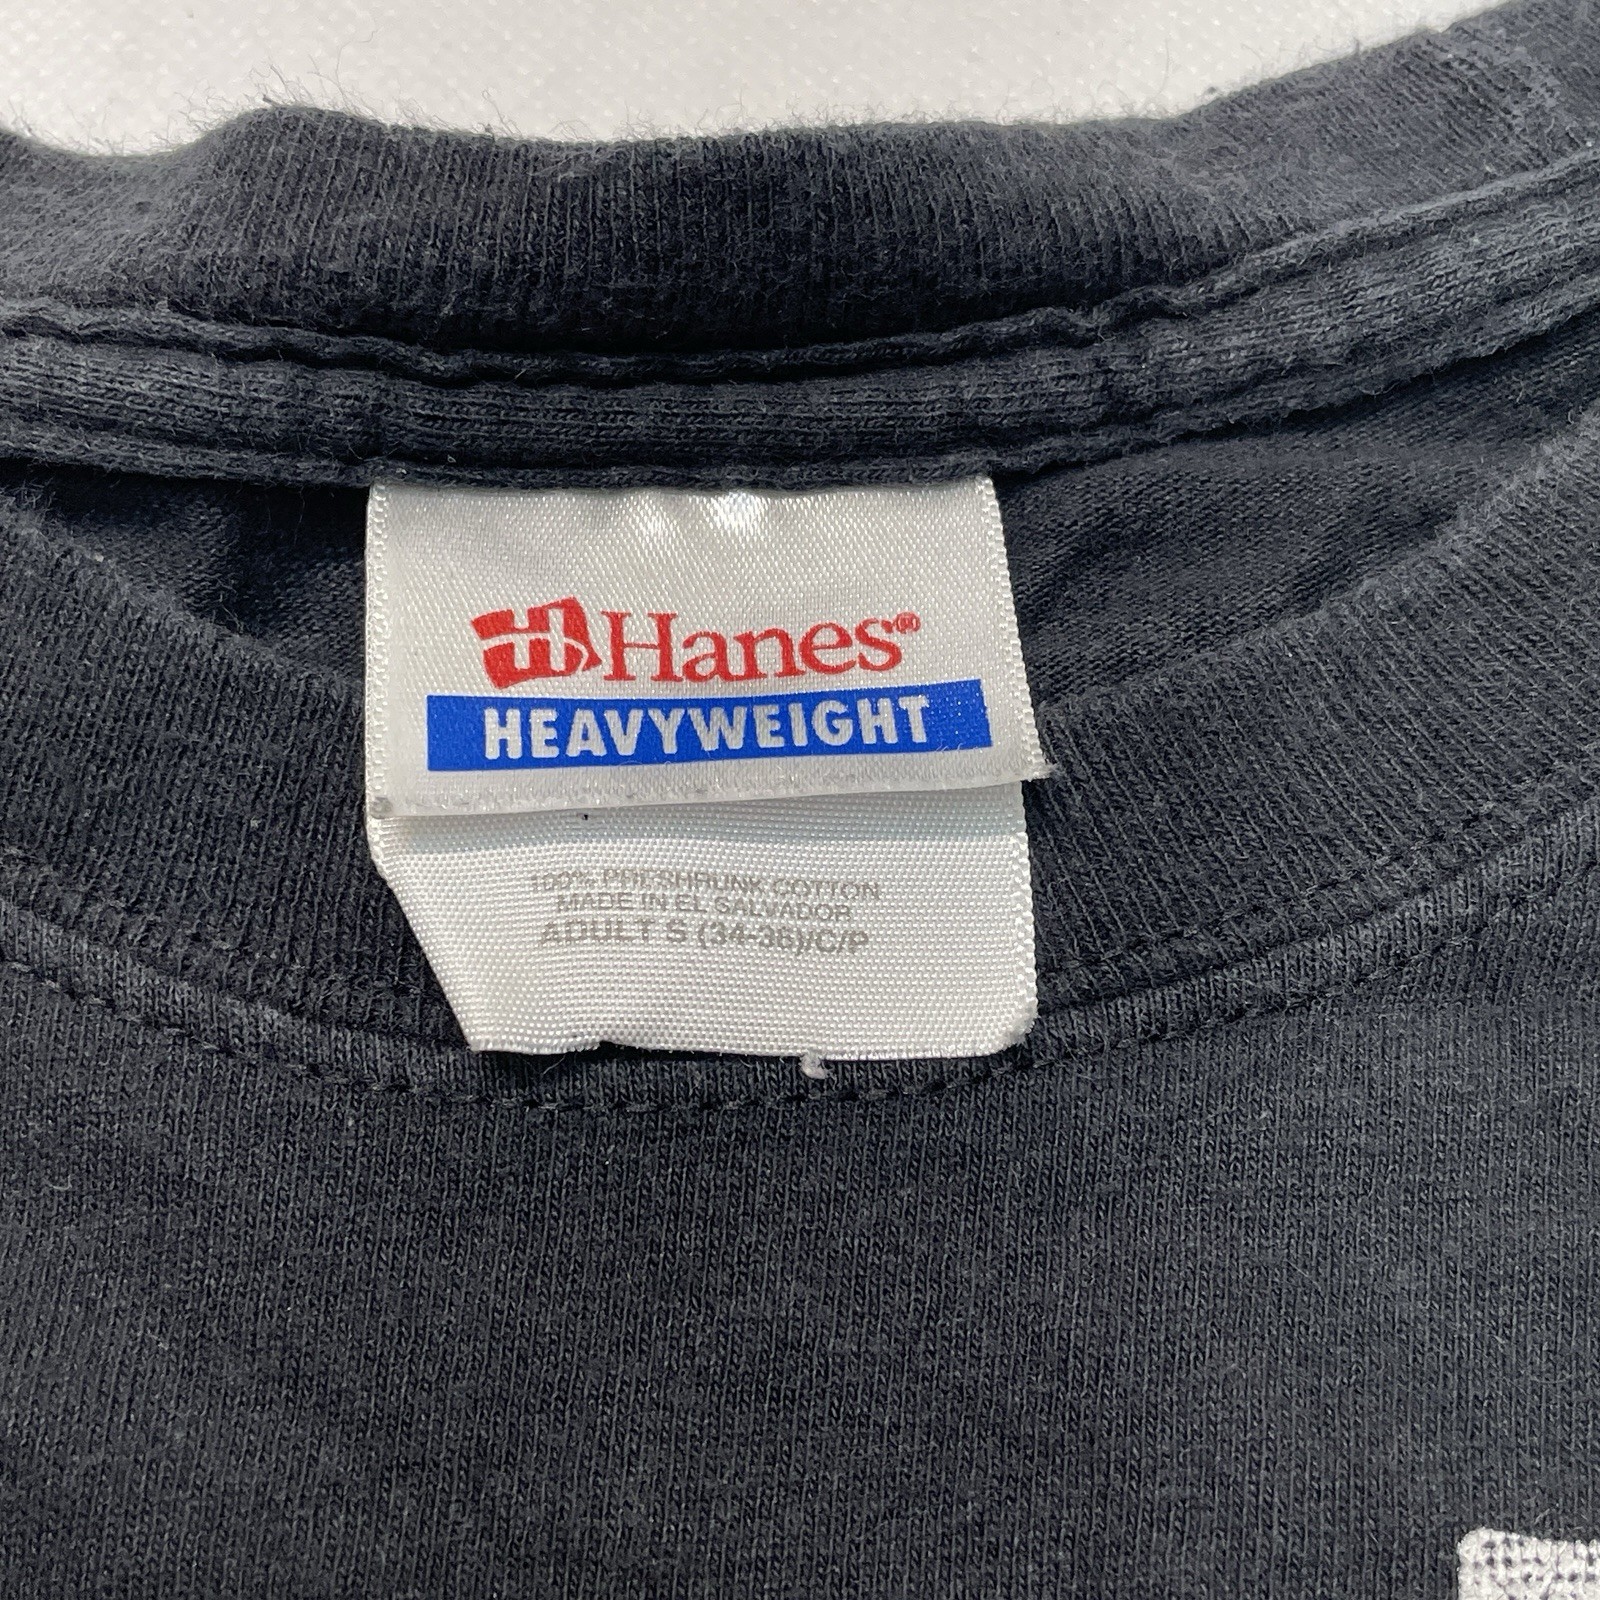 Hanes®
HEAVYWEIGHT
100% PRESHRUNK COTTON
MADE IN EL SALVADOR
ADULT S (34-36)/C/P